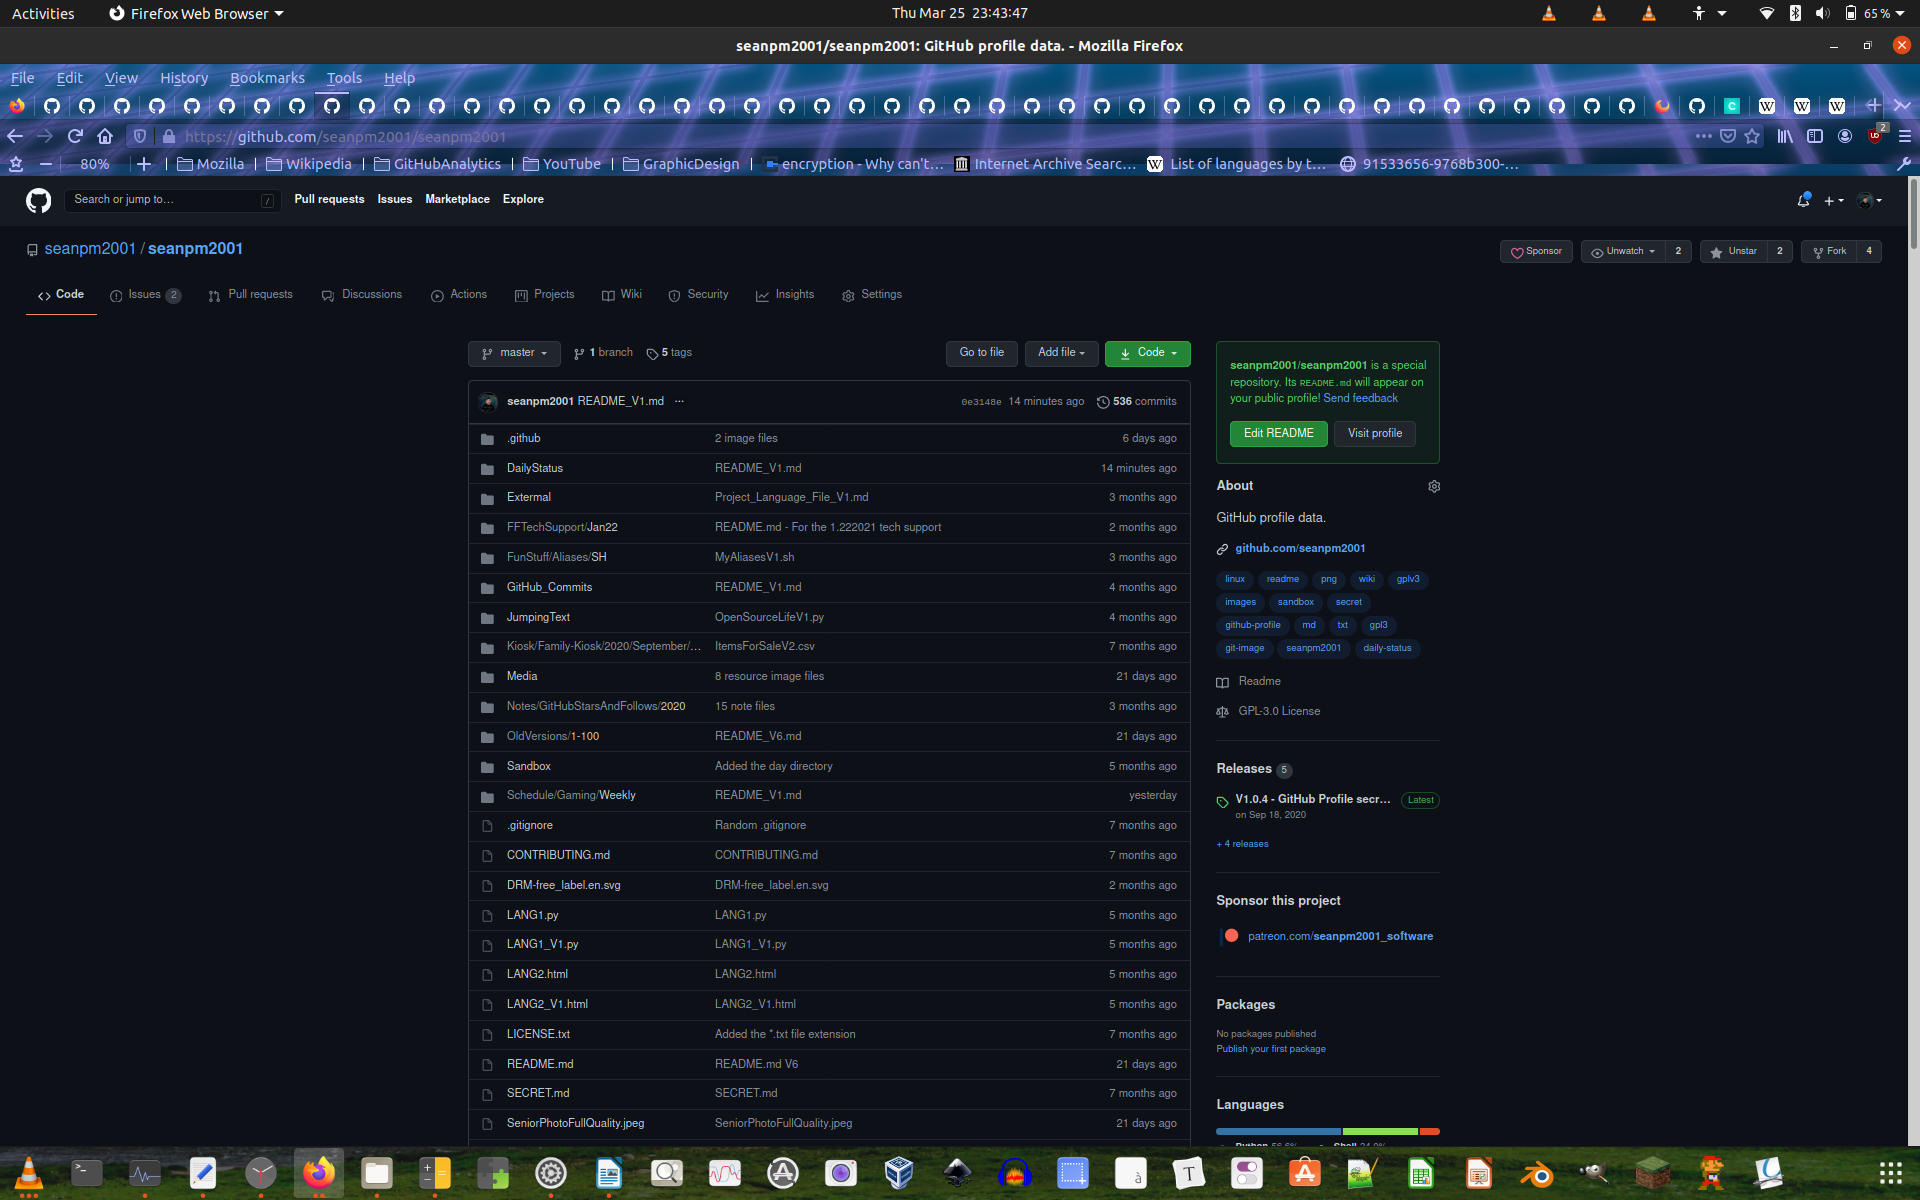 Activities
Firefox Web Browser
Thu Mar 25 23:43:47
65 %
seanpm2001/seanpm2001: GitHub profile data. - Mozilla Firefox
File Edit View History Bookmarks Tools Help
https://github.com/seanpm2001/seanpm2001
2
80%
Mozilla
Wikipedia
GitHubAnalytics
YouTube
GraphicDesign
encryption - Why can't…
Internet Archive Searc…
List of languages by t…
91533656-9768b300-…
Search or jump to…
/
Pull requests
Issues
Marketplace
Explore
seanpm2001 / seanpm2001
Sponsor
Unwatch 2
Unstar 2
Fork 4
Code
Issues 2
Pull requests
Discussions
Actions
Projects
Wiki
Security
Insights
Settings
master
1 branch
5 tags
Go to file
Add file
Code
seanpm2001 README_V1.md ...
0e3148e 14 minutes ago
536 commits
.github 2 image files 6 days ago
DailyStatus README_V1.md 14 minutes ago
Extermal Project_Language_File_V1.md 3 months ago
FFTechSupport/Jan22 README.md - For the 1.222021 tech support 2 months ago
FunStuff/Aliases/SH MyAliasesV1.sh 3 months ago
GitHub_Commits README_V1.md 4 months ago
JumpingText OpenSourceLifeV1.py 4 months ago
Kiosk/Family-Kiosk/2020/September/… ItemsForSaleV2.csv 7 months ago
Media 8 resource image files 21 days ago
Notes/GitHubStarsAndFollows/2020 15 note files 3 months ago
OldVersions/1-100 README_V6.md 21 days ago
Sandbox Added the day directory 5 months ago
Schedule/Gaming/Weekly README_V1.md yesterday
.gitignore Random .gitignore 7 months ago
CONTRIBUTING.md CONTRIBUTING.md 7 months ago
DRM-free_label.en.svg DRM-free_label.en.svg 2 months ago
LANG1.py LANG1.py 5 months ago
LANG1_V1.py LANG1_V1.py 5 months ago
LANG2.html LANG2.html 5 months ago
LANG2_V1.html LANG2_V1.html 5 months ago
LICENSE.txt Added the *.txt file extension 7 months ago
README.md README.md V6 21 days ago
SECRET.md SECRET.md 7 months ago
SeniorPhotoFullQuality.jpeg SeniorPhotoFullQuality.jpeg 21 days ago
seanpm2001/seanpm2001 is a special
repository. Its README.md will appear on
your public profile! Send feedback
Edit README
Visit profile
About
GitHub profile data.
github.com/seanpm2001
linux readme png wiki gplv3
images sandbox secret
github-profile md txt gpl3
git-image seanpm2001 daily-status
Readme
GPL-3.0 License
Releases 5
V1.0.4 - GitHub Profile secr… Latest
on Sep 18, 2020
+ 4 releases
Sponsor this project
patreon.com/seanpm2001_software
Packages
No packages published
Publish your first package
Languages
Python 56.6% Shell 34.9%